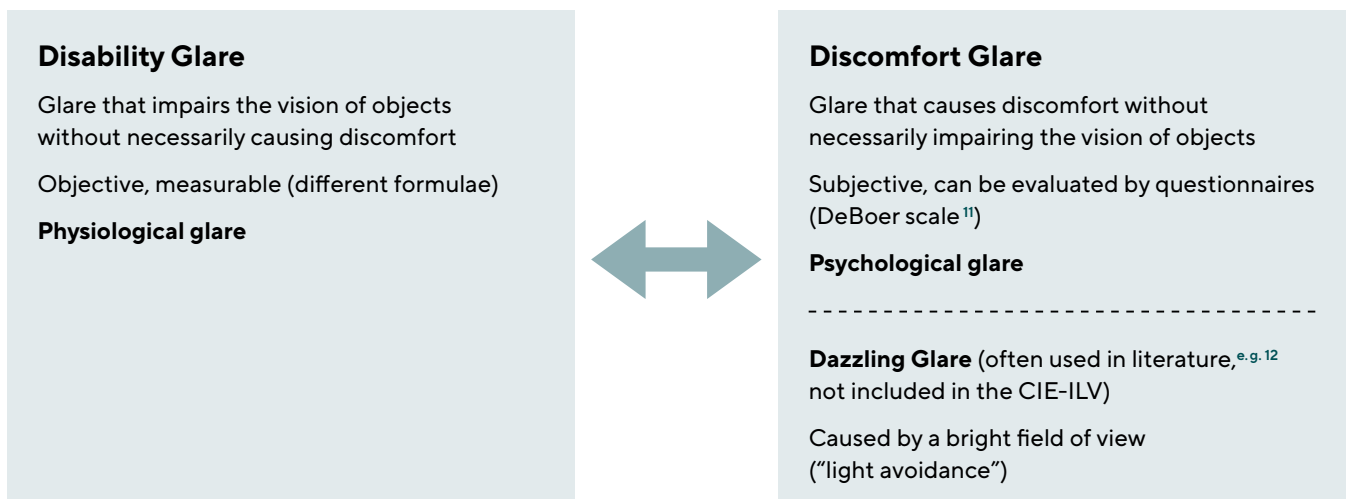 Disability Glare
Glare that impairs the vision of objects
without necessarily causing discomfort
Objective, measurable (different formulae)
Physiological glare
Discomfort Glare
Glare that causes discomfort without
necessarily impairing the vision of objects
Subjective, can be evaluated by questionnaires
(DeBoer scale 11)
Psychological glare
Dazzling Glare (often used in literature,e.g. 12
not included in the CIE-ILV)
Caused by a bright field of view
(“light avoidance”)